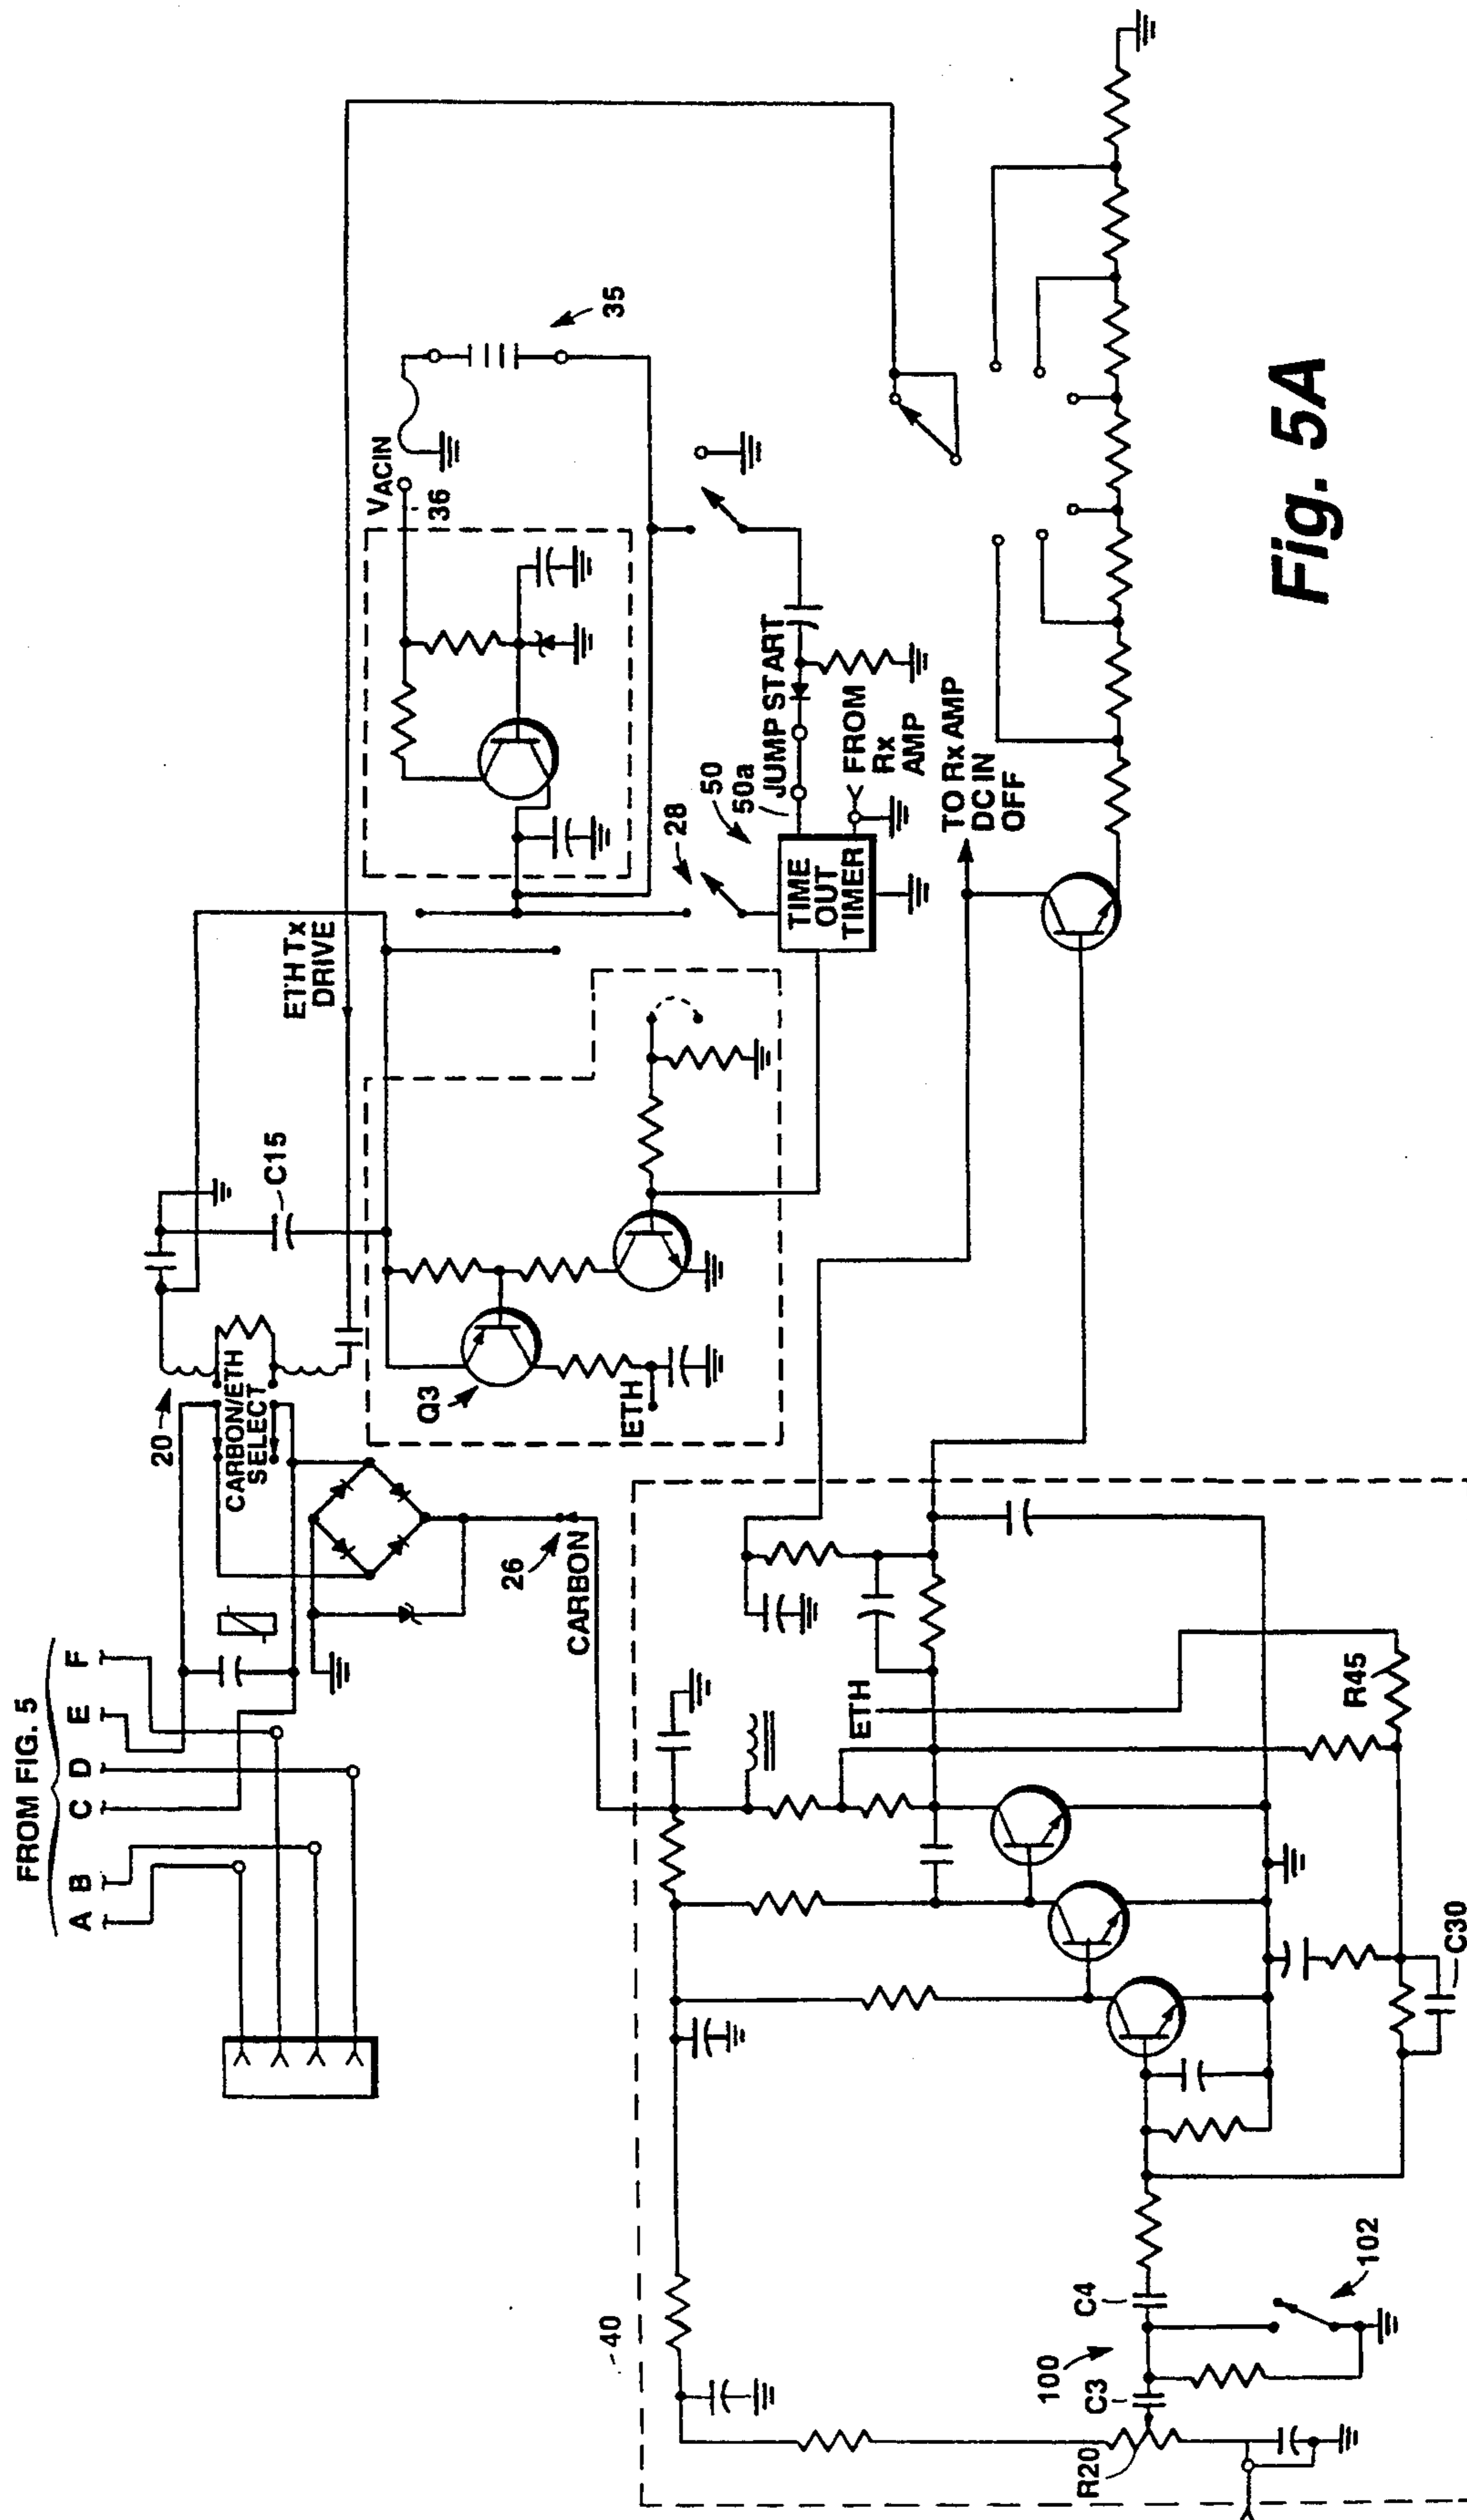 FROM FIG. 5
A B C D E F
20
CARBON/ETH
SELECT
C15
ETH Tx
DRIVE
VACIN
36
35
Q3
ETH
26
CARBON
28
50
50a
JUMP START
TIME
OUT
TIMER
FROM
Rx
AMP
TO Rx AMP
DC IN
OFF
40
ETH
R45
C30
100
C3
C4
R20
102
Fig. 5A